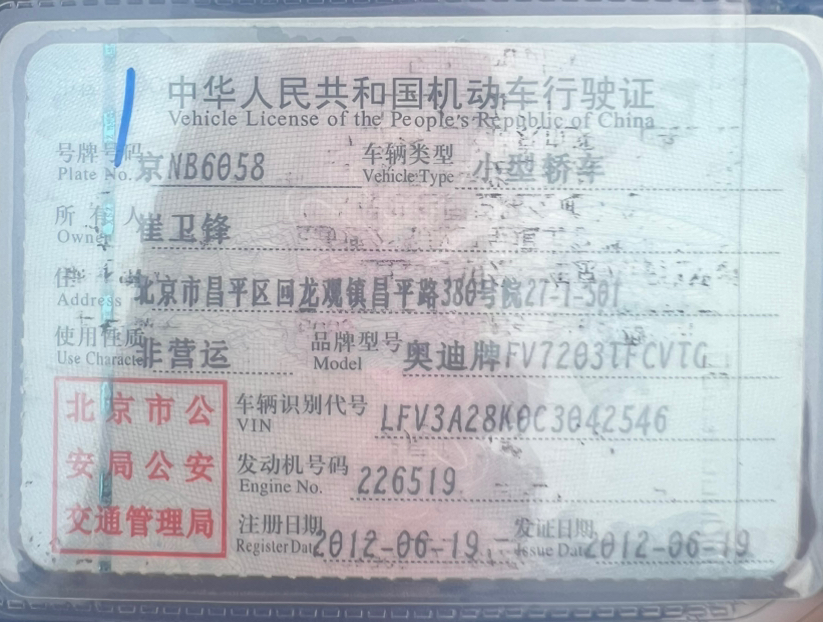 中华人民共和国机动车行驶证
Vehicle License of the People's Republic of China
号牌号码 京NB6058 车辆类型 小型轿车
Plate No. Vehicle Type
所有人 崔卫锋
Owner
住 址 北京市昌平区回龙观镇昌平路380号院27-1-501
Address
使用性质 非营运 品牌型号 奥迪牌FV7203TFCVTG
Use Character Model
北京市公
安局公安
交通管理局
车辆识别代号 LFV3A28K0C3042546
VIN
发动机号码 226519
Engine No.
注册日期 2012-06-19 发证日期 2012-06-19
Register Date Issue Date